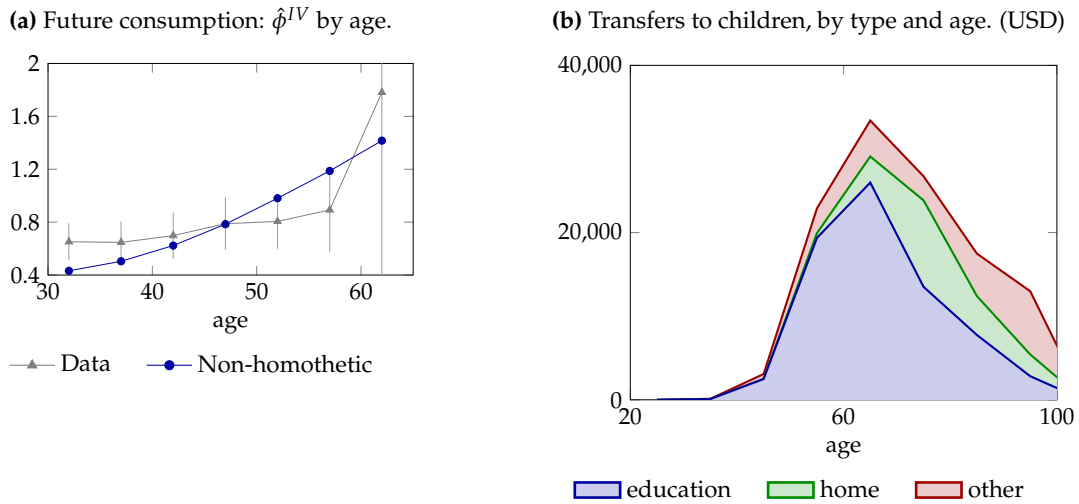 (a) Future consumption: φ̂^IV by age.
2
1.6
1.2
0.8
0.4
30 40 50 60
age
Data Non-homothetic
(b) Transfers to children, by type and age. (USD)
40,000
20,000
0
20 60 100
age
education home other